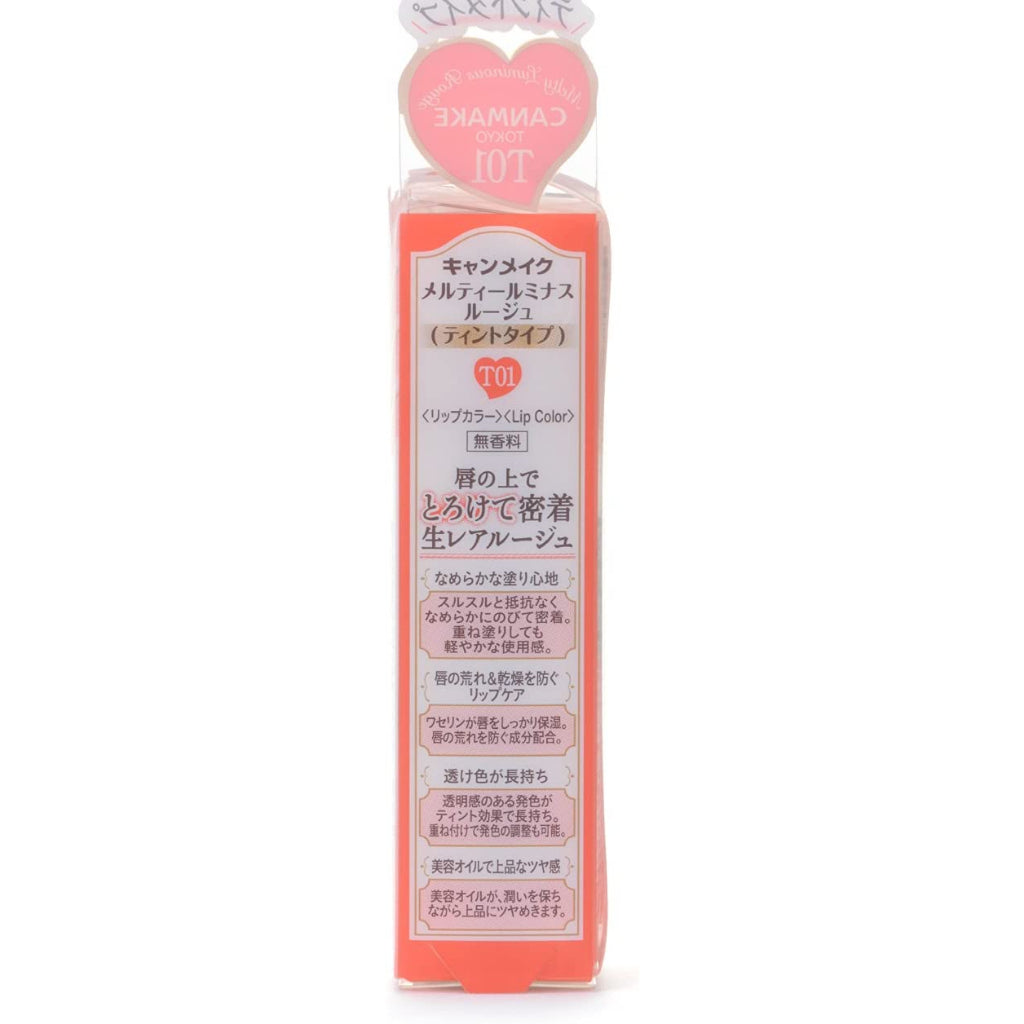 ティントタイプ
Melty Luminous Rouge
CANMAKE
TOKYO
T01
キャンメイク
メルティールミナス
ルージュ
(ティントタイプ)
T01
〈リップカラー〉〈Lip Color〉
無香料
唇の上で
とろけて密着
生レアルージュ
なめらかな塗り心地
スルスルと抵抗なく
なめらかにのびて密着。
重ね塗りしても
軽やかな使用感。
唇の荒れ&乾燥を防ぐ
リップケア
ワセリンが唇をしっかり保湿。
唇の荒れを防ぐ成分配合。
透け色が長持ち
透明感のある発色が
ティント効果で長持ち。
重ね付けで発色の調整も可能。
美容オイルで上品なツヤ感
美容オイルが、潤いを保ち
ながら上品にツヤめきます。